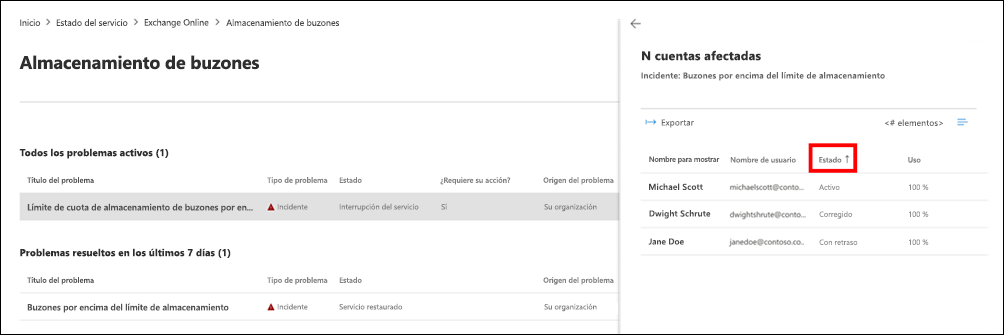 Inicio > Estado del servicio > Exchange Online > Almacenamiento de buzones
Almacenamiento de buzones
Todos los problemas activos (1)
Título del problema Tipo de problema Estado ¿Requiere su acción? Origen del problema
Límite de cuota de almacenamiento de buzones por en... Incidente Interrupción del servicio Sí Su organización
Problemas resueltos en los últimos 7 días (1)
Título del problema Tipo de problema Estado Origen del problema
Buzones por encima del límite de almacenamiento Incidente Servicio restaurado Su organización
N cuentas afectadas
Incidente: Buzones por encima del límite de almacenamiento
Exportar <# elementos>
Nombre para mostrar Nombre de usuario Estado ↑ Uso
Michael Scott michaelscott@conto... Activo 100 %
Dwight Schrute dwightshrute@conto... Corregido 100 %
Jane Doe janedoe@contoso.co.. Con retraso 100 %